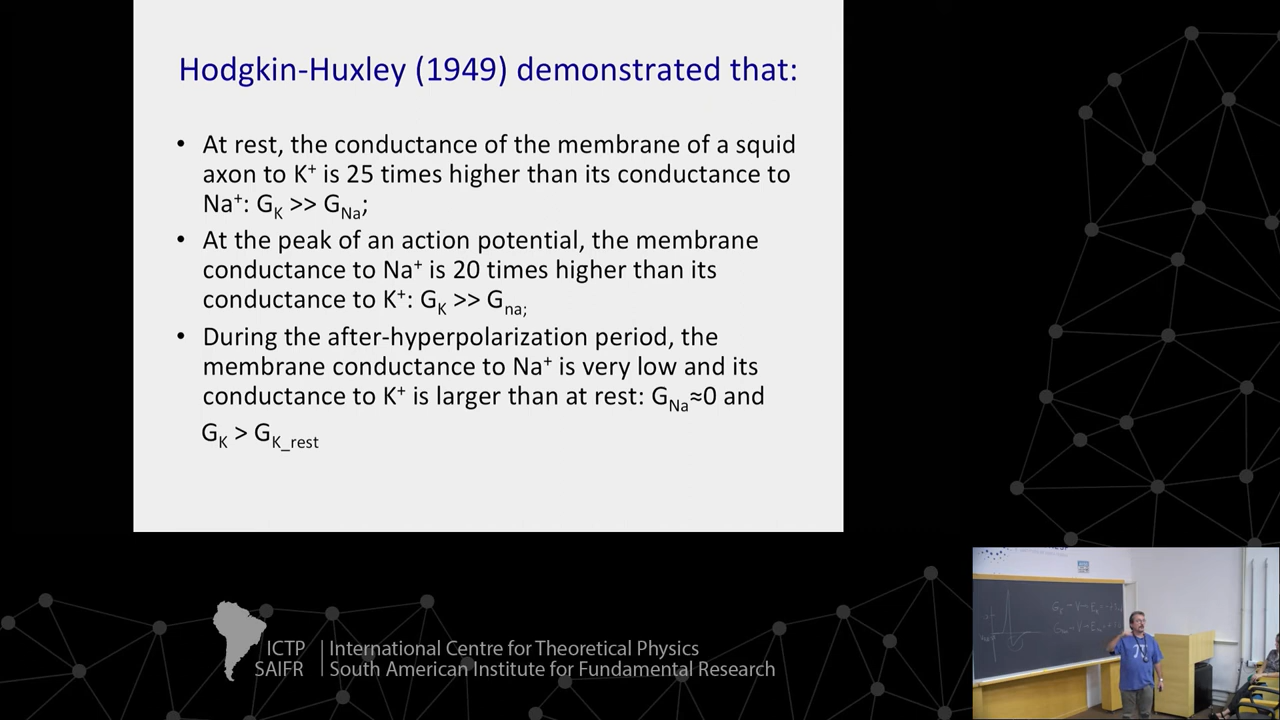 Hodgkin-Huxley (1949) demonstrated that:
• At rest, the conductance of the membrane of a squid
axon to K⁺ is 25 times higher than its conductance to
Na⁺: G_K >> G_Na;
• At the peak of an action potential, the membrane
conductance to Na⁺ is 20 times higher than its
conductance to K⁺: G_K >> G_na;
• During the after-hyperpolarization period, the
membrane conductance to Na⁺ is very low and its
conductance to K⁺ is larger than at rest: G_Na≈0 and
G_K > G_K_rest
ICTP | International Centre for Theoretical Physics
SAIFR | South American Institute for Fundamental Research